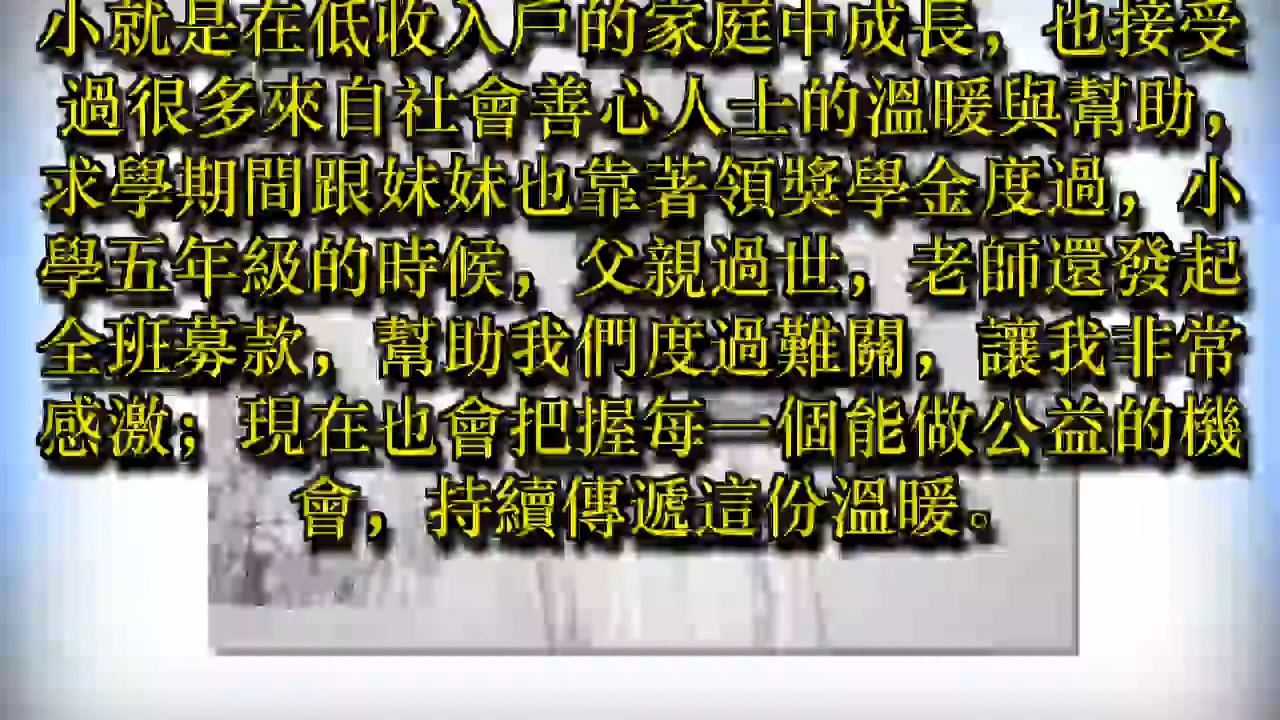 小就是在低收入戶的家庭中成長，也接受
過很多來自社會善心人士的溫暖與幫助，
求學期間跟妹妹也靠著領獎學金度過，小
學五年級的時候，父親過世，老師還發起
全班募款，幫助我們度過難關，讓我非常
感激；現在也會把握每一個能做公益的機
會，持續傳遞這份溫暖。